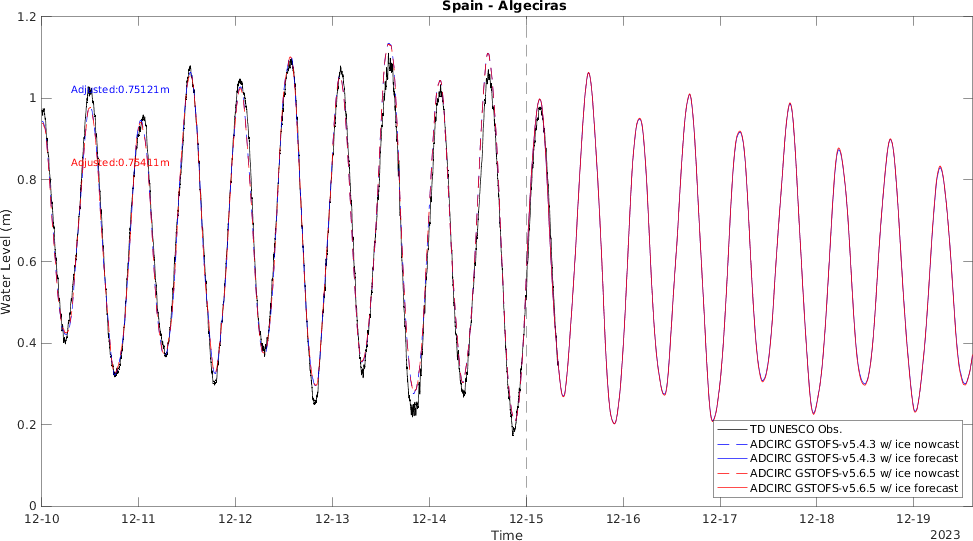 Spain - Algeciras
1.2
1
0.8
0.6
0.4
0.2
0
Water Level (m)
Adjusted:0.75121m
Adjusted:0.75411m
TD UNESCO Obs.
ADCIRC GSTOFS-v5.4.3 w/ ice nowcast
ADCIRC GSTOFS-v5.4.3 w/ ice forecast
ADCIRC GSTOFS-v5.6.5 w/ ice nowcast
ADCIRC GSTOFS-v5.6.5 w/ ice forecast
12-10 12-11 12-12 12-13 12-14 12-15 12-16 12-17 12-18 12-19
Time
2023